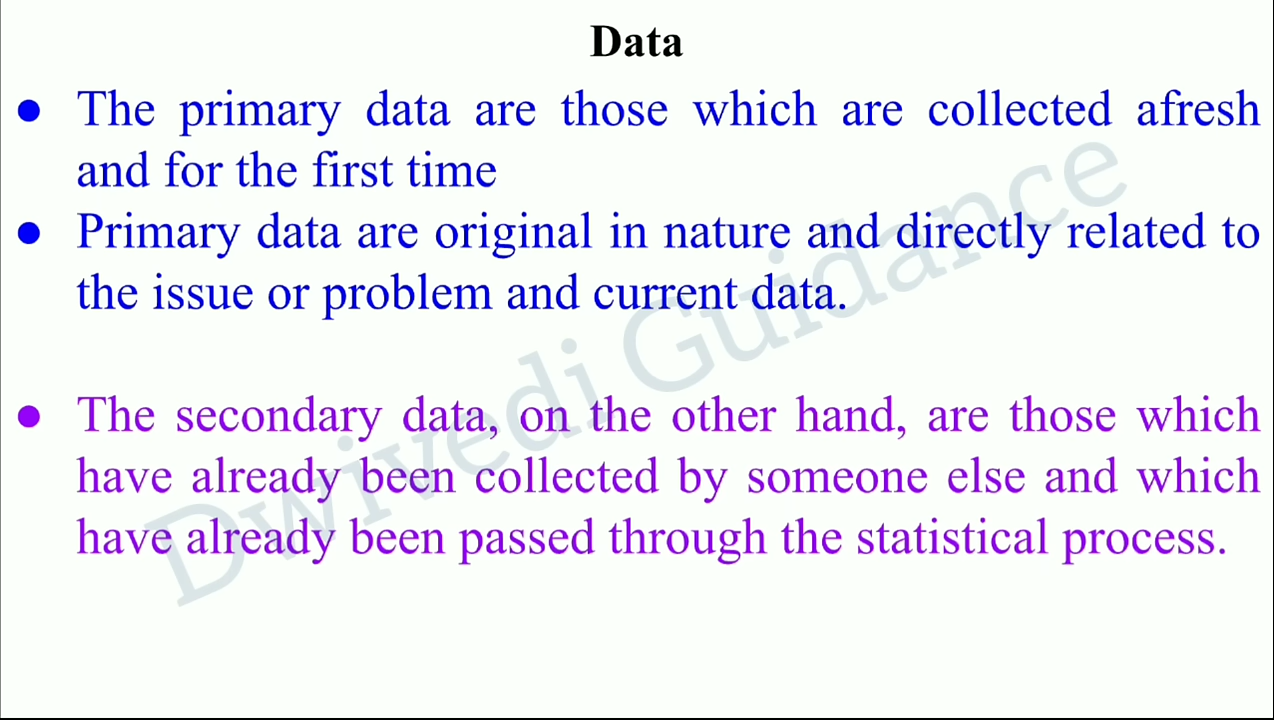 Data
● The primary data are those which are collected afresh
and for the first time
● Primary data are original in nature and directly related to
the issue or problem and current data.
● The secondary data, on the other hand, are those which
have already been collected by someone else and which
have already been passed through the statistical process.
Dwivedi Guidance